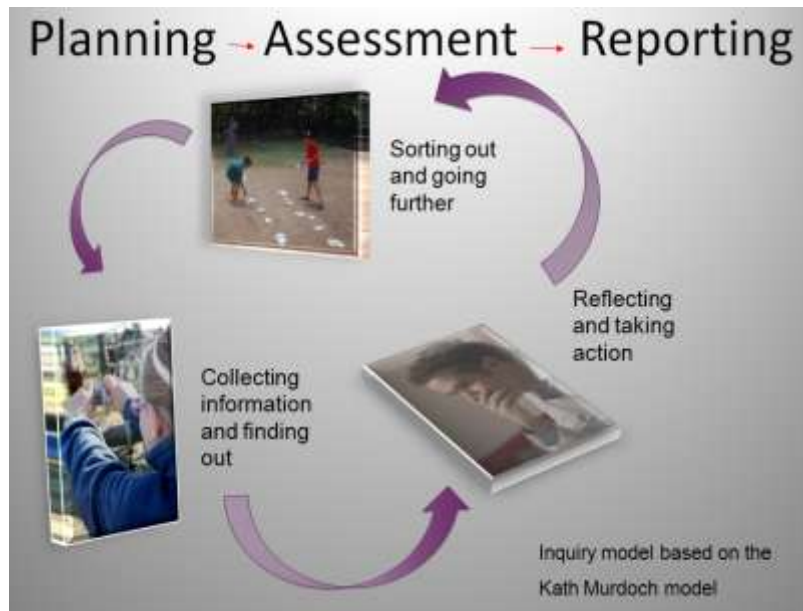 Planning → Assessment → Reporting
Sorting out
and going
further
Reflecting
and taking
action
Collecting
information
and finding
out
Inquiry model based on the
Kath Murdoch model